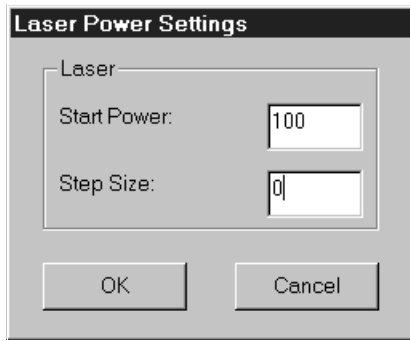 Laser Power Settings
Laser
Start Power: 100
Step Size: 0
OK Cancel